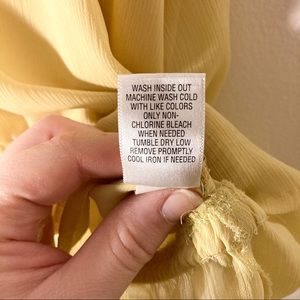 WASH INSIDE OUT
MACHINE WASH COLD
WITH LIKE COLORS
ONLY NON-
CHLORINE BLEACH
WHEN NEEDED
TUMBLE DRY LOW
REMOVE PROMPTLY
COOL IRON IF NEEDED